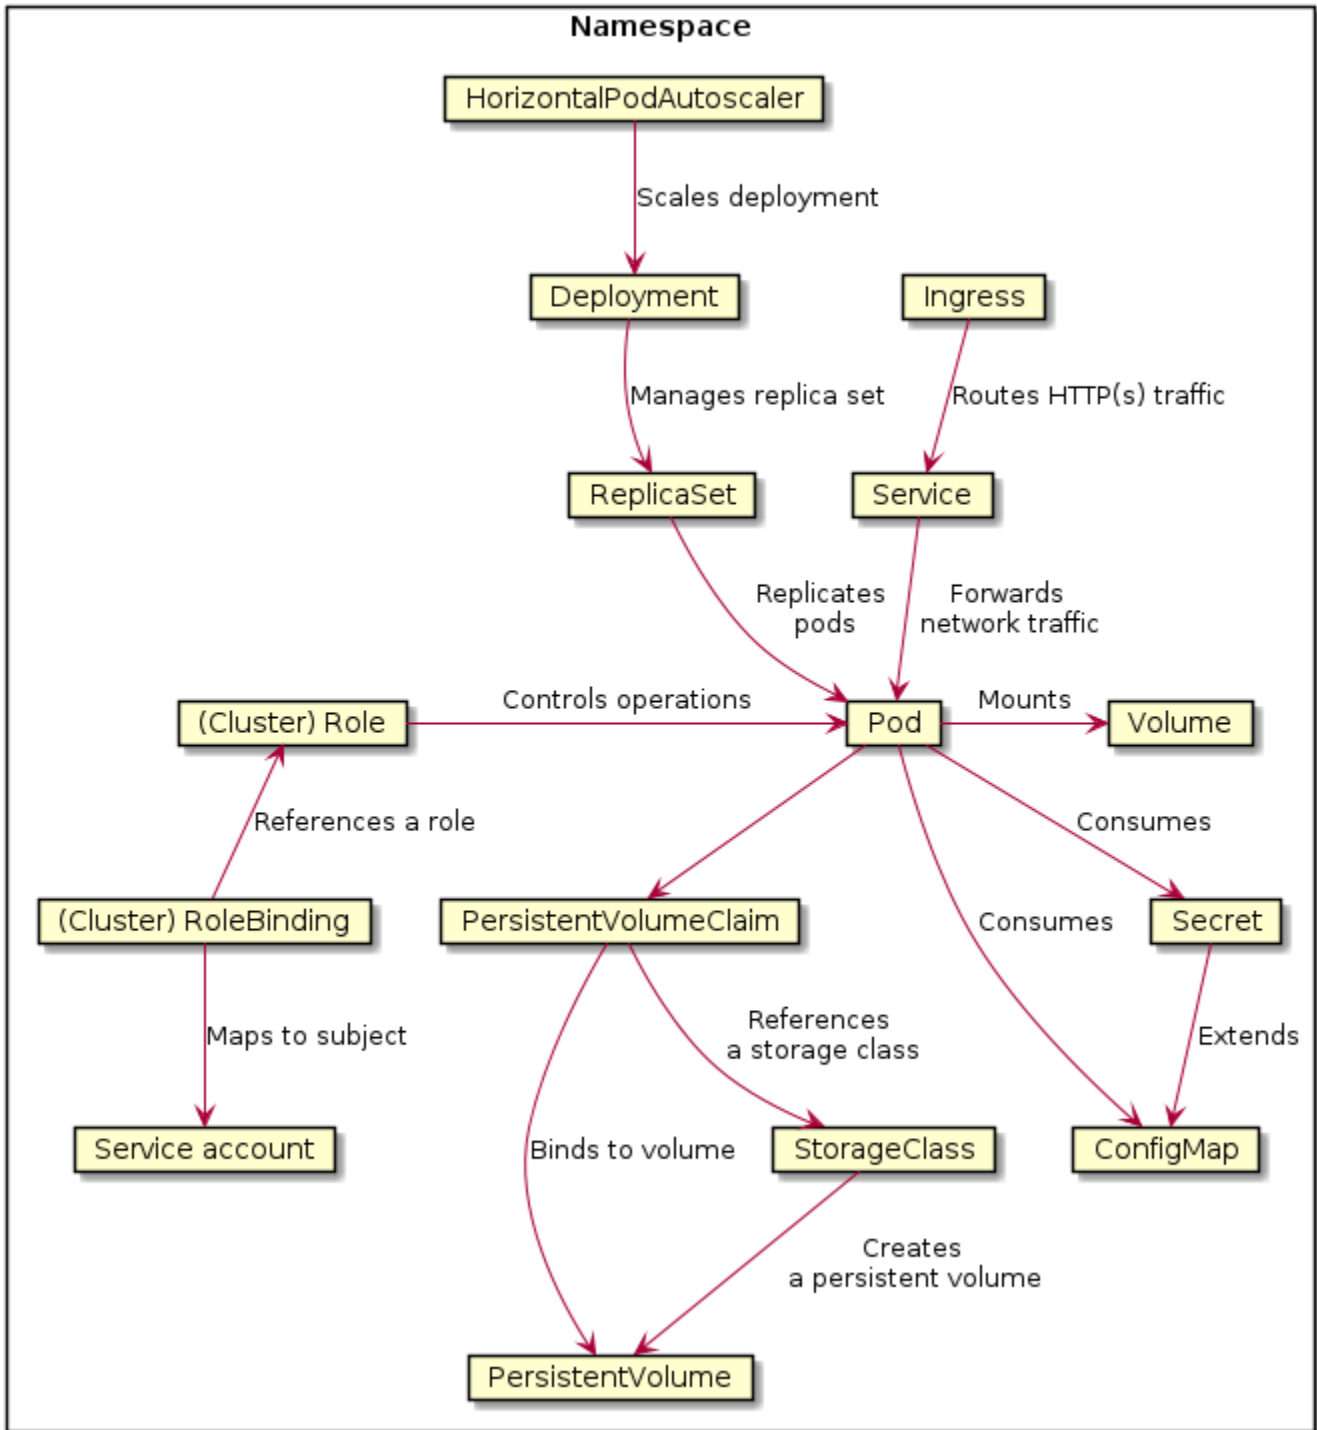 Namespace
HorizontalPodAutoscaler
Scales deployment
Deployment
Ingress
Manages replica set
Routes HTTP(s) traffic
ReplicaSet
Service
Replicates
pods
Forwards
network traffic
(Cluster) Role
Controls operations
Pod
Mounts
Volume
References a role
Consumes
(Cluster) RoleBinding
PersistentVolumeClaim
Consumes
Secret
Maps to subject
References
a storage class
Extends
Service account
Binds to volume
StorageClass
ConfigMap
Creates
a persistent volume
PersistentVolume